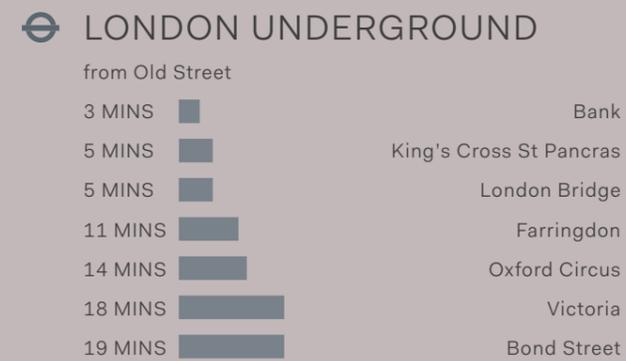 LONDON UNDERGROUND
from Old Street
3 MINS Bank
5 MINS King's Cross St Pancras
5 MINS London Bridge
11 MINS Farringdon
14 MINS Oxford Circus
18 MINS Victoria
19 MINS Bond Street